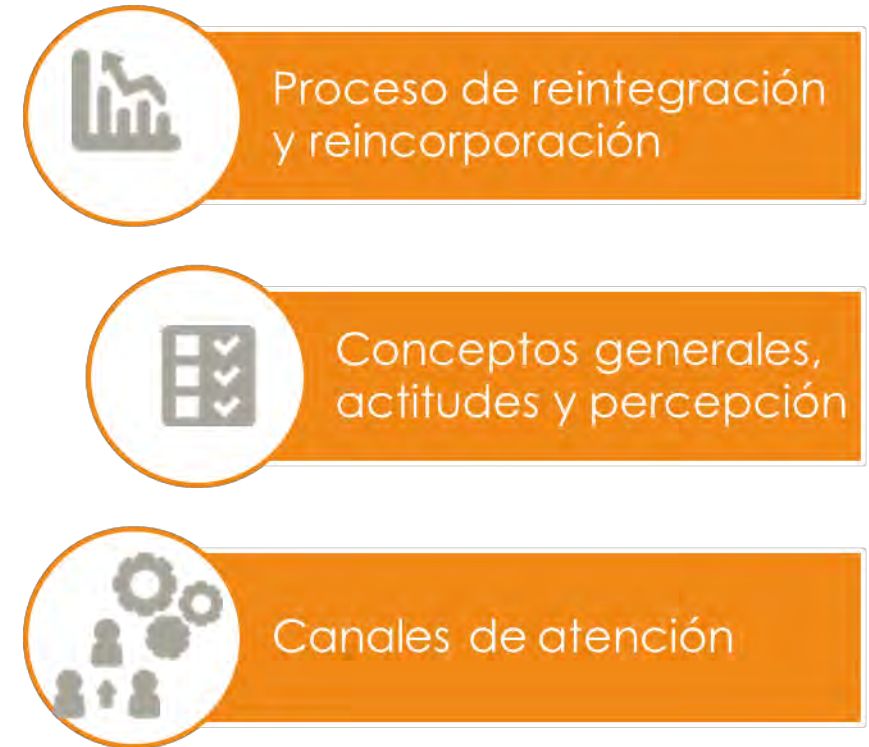 Proceso de reintegración
y reincorporación
Conceptos generales,
actitudes y percepción
Canales de atención